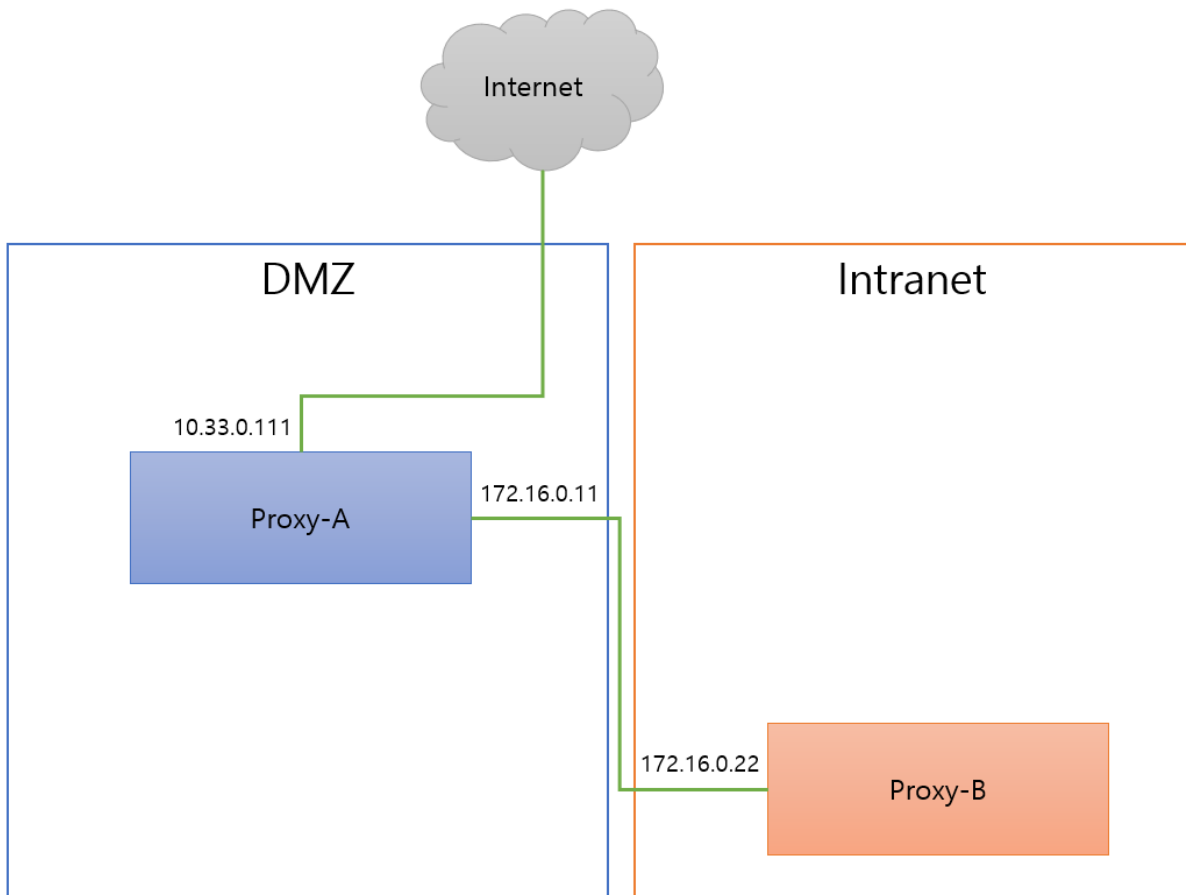 Internet
DMZ
Intranet
10.33.0.111
172.16.0.11
Proxy-A
172.16.0.22
Proxy-B